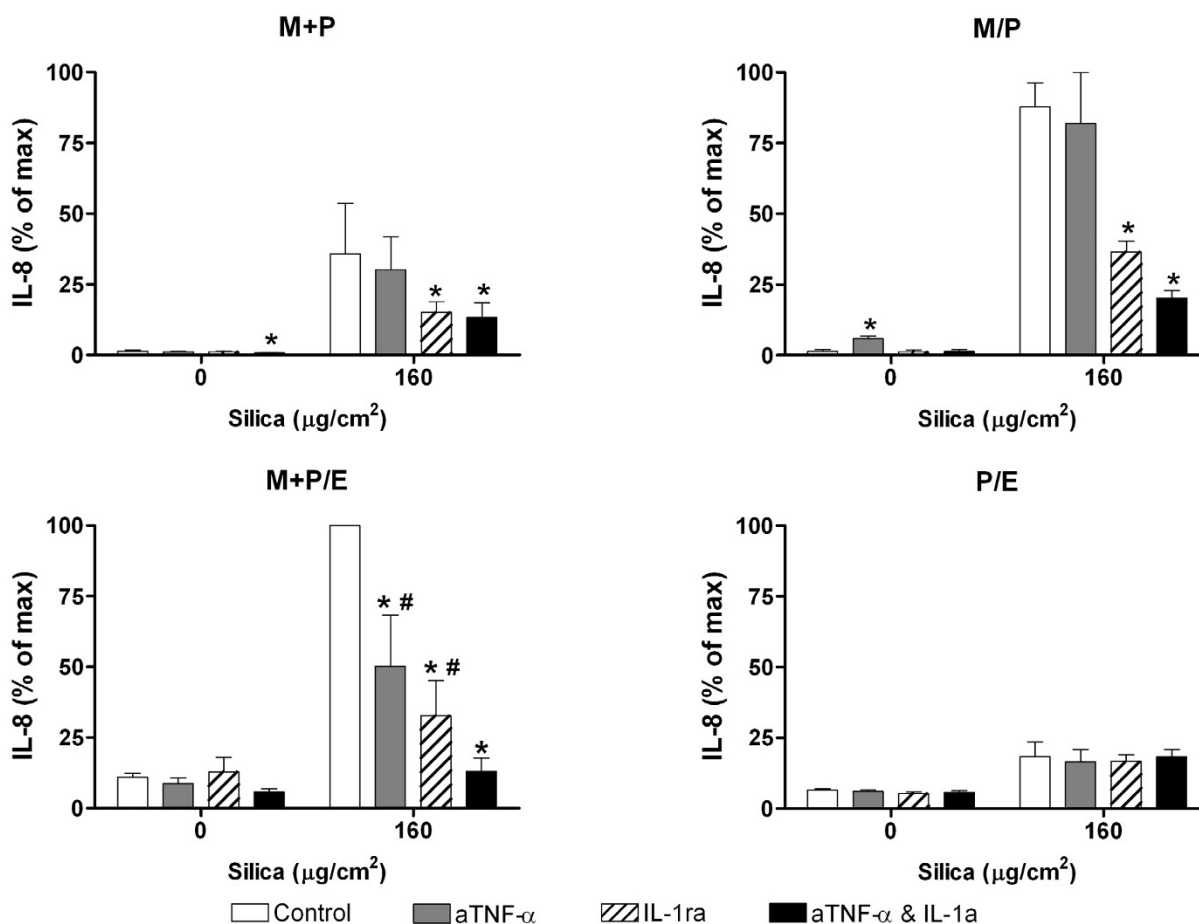 M+P
IL-8 (% of max)
100
75
50
25
0
*
*
*
0
160
Silica (μg/cm²)
M/P
IL-8 (% of max)
100
75
50
25
0
*
*
*
0
160
Silica (μg/cm²)
M+P/E
IL-8 (% of max)
100
75
50
25
0
* #
* #
*
0
160
Silica (μg/cm²)
P/E
IL-8 (% of max)
100
75
50
25
0
0
160
Silica (μg/cm²)
Control
aTNF-α
IL-1ra
aTNF-α & IL-1a